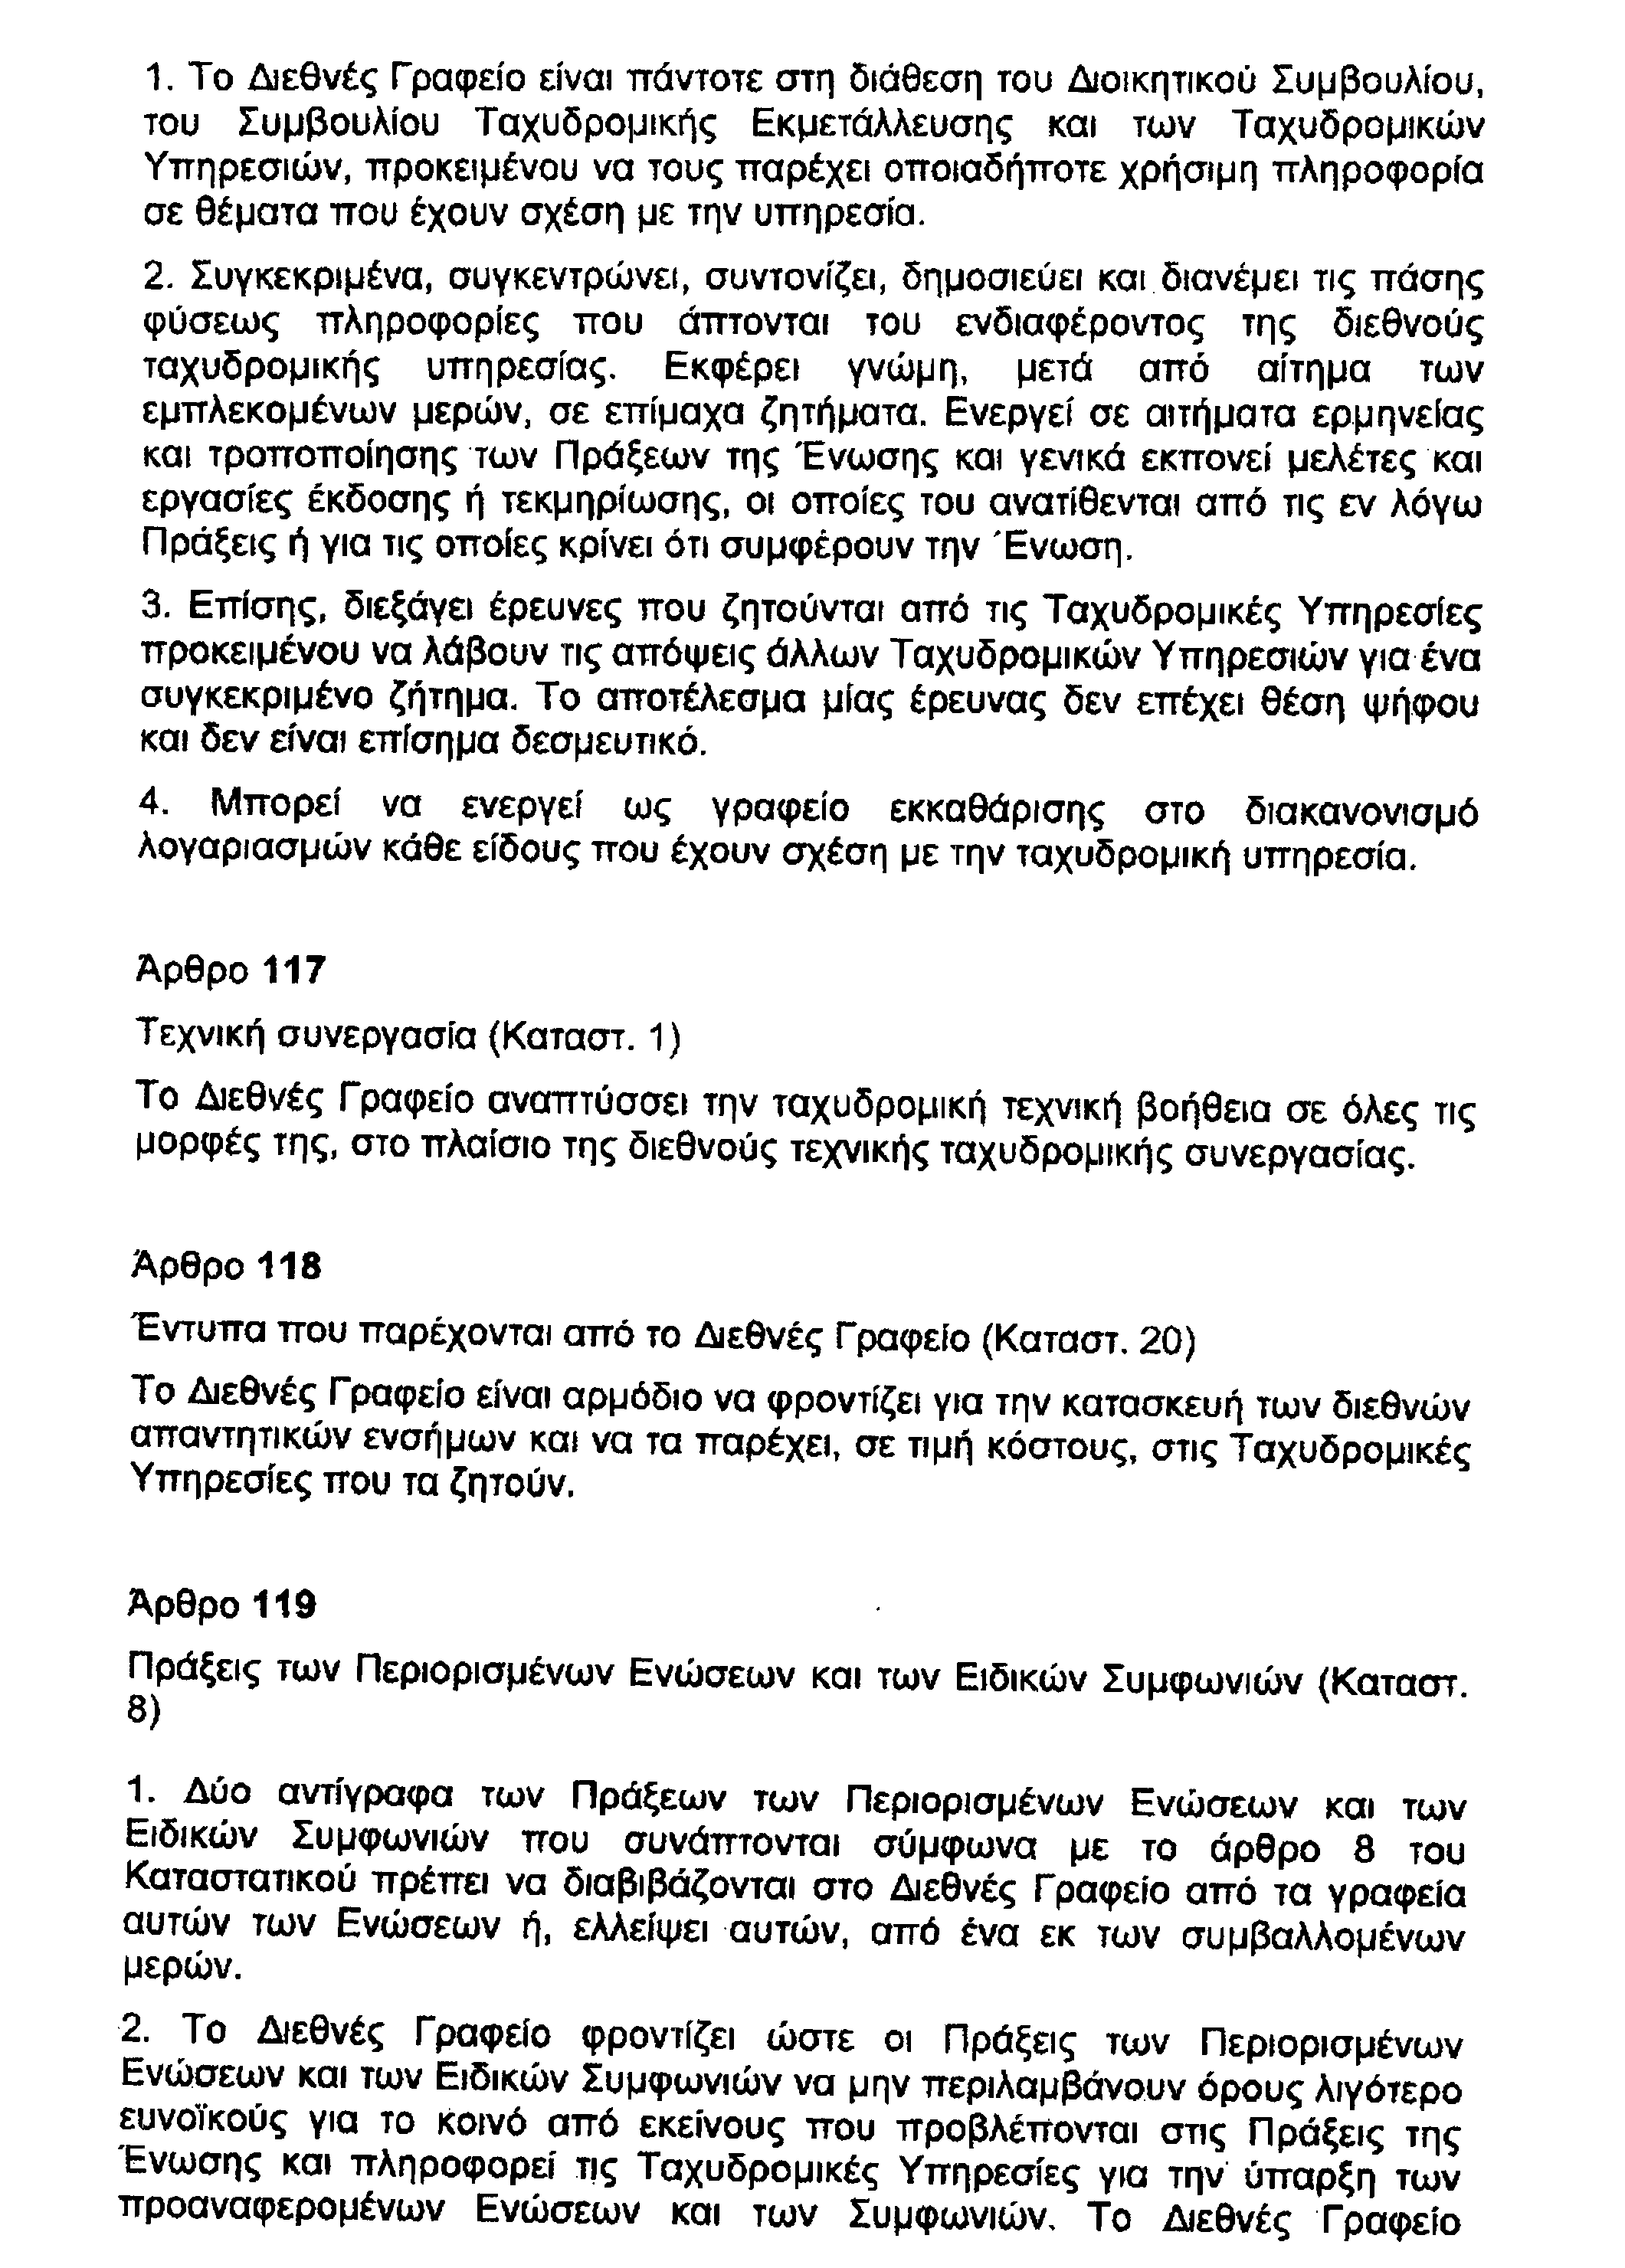 1. Το Διεθνές Γραφείο είναι πάντοτε στη διάθεση του Διοικητικού Συμβουλίου,
του Συμβουλίου Ταχυδρομικής Εκμετάλλευσης και των Ταχυδρομικών
Υπηρεσιών, προκειμένου να τους παρέχει οποιαδήποτε χρήσιμη πληροφορία
σε θέματα που έχουν σχέση με την υπηρεσία.
2. Συγκεκριμένα, συγκεντρώνει, συντονίζει, δημοσιεύει και διανέμει τις πάσης
φύσεως πληροφορίες που άπτονται του ενδιαφέροντος της διεθνούς
ταχυδρομικής υπηρεσίας. Εκφέρει γνώμη, μετά από αίτημα των
εμπλεκομένων μερών, σε επίμαχα ζητήματα. Ενεργεί σε αιτήματα ερμηνείας
και τροποποίησης των Πράξεων της Ένωσης και γενικά εκπονεί μελέτες και
εργασίες έκδοσης ή τεκμηρίωσης, οι οποίες του ανατίθενται από τις εν λόγω
Πράξεις ή για τις οποίες κρίνει ότι συμφέρουν την Ένωση.
3. Επίσης, διεξάγει έρευνες που ζητούνται από τις Ταχυδρομικές Υπηρεσίες
προκειμένου να λάβουν τις απόψεις άλλων Ταχυδρομικών Υπηρεσιών για ένα
συγκεκριμένο ζήτημα. Το αποτέλεσμα μίας έρευνας δεν επέχει θέση ψήφου
και δεν είναι επίσημα δεσμευτικό.
4. Μπορεί να ενεργεί ως γραφείο εκκαθάρισης στο διακανονισμό
λογαριασμών κάθε είδους που έχουν σχέση με την ταχυδρομική υπηρεσία.
Άρθρο 117
Τεχνική συνεργασία (Καταστ. 1)
Το Διεθνές Γραφείο αναπτύσσει την ταχυδρομική τεχνική βοήθεια σε όλες τις
μορφές της, στο πλαίσιο της διεθνούς τεχνικής ταχυδρομικής συνεργασίας.
Άρθρο 118
Έντυπα που παρέχονται από το Διεθνές Γραφείο (Καταστ. 20)
Το Διεθνές Γραφείο είναι αρμόδιο να φροντίζει για την κατασκευή των διεθνών
απαντητικών ενσήμων και να τα παρέχει, σε τιμή κόστους, στις Ταχυδρομικές
Υπηρεσίες που τα ζητούν.
Άρθρο 119
Πράξεις των Περιορισμένων Ενώσεων και των Ειδικών Συμφωνιών (Καταστ.
8)
1. Δύο αντίγραφα των Πράξεων των Περιορισμένων Ενώσεων και των
Ειδικών Συμφωνιών που συνάπτονται σύμφωνα με το άρθρο 8 του
Καταστατικού πρέπει να διαβιβάζονται στο Διεθνές Γραφείο από τα γραφεία
αυτών των Ενώσεων ή, ελλείψει αυτών, από ένα εκ των συμβαλλομένων
μερών.
2. Το Διεθνές Γραφείο φροντίζει ώστε οι Πράξεις των Περιορισμένων
Ενώσεων και των Ειδικών Συμφωνιών να μην περιλαμβάνουν όρους λιγότερο
ευνοϊκούς για το κοινό από εκείνους που προβλέπονται στις Πράξεις της
Ένωσης και πληροφορεί τις Ταχυδρομικές Υπηρεσίες για την ύπαρξη των
προαναφερομένων Ενώσεων και των Συμφωνιών. Το Διεθνές Γραφείο